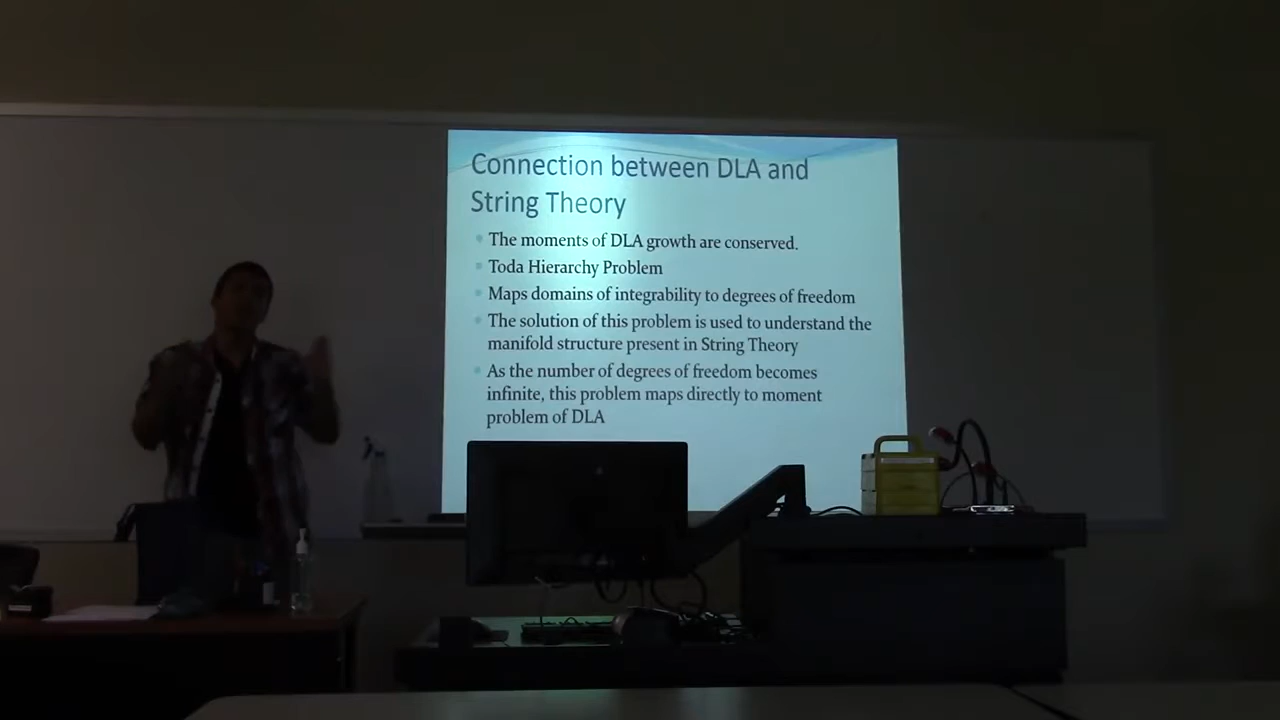 Connection between DLA and
String Theory
The moments of DLA growth are conserved.
Toda Hierarchy Problem
Maps domains of integrability to degrees of freedom
The solution of this problem is used to understand the
manifold structure present in String Theory
As the number of degrees of freedom becomes
infinite, this problem maps directly to moment
problem of DLA